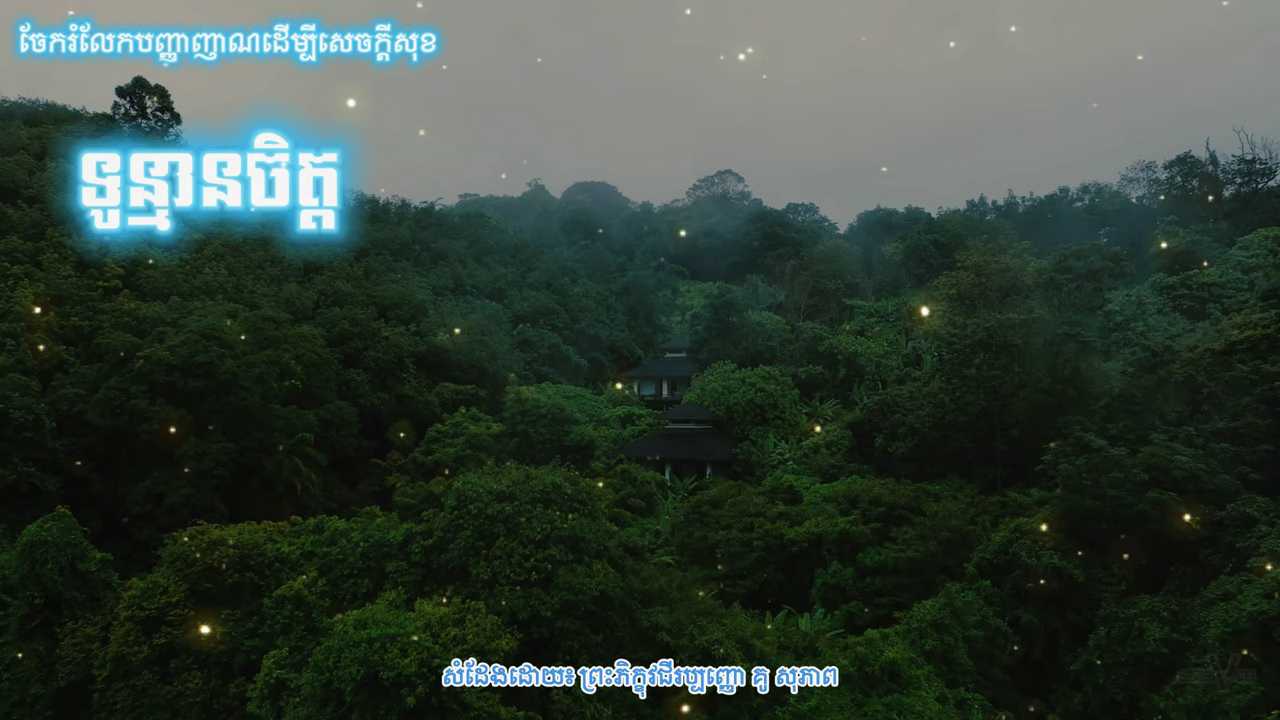 ចែករំលែកបញ្ញាញាណដើម្បីសេចក្ដីសុខ
ទូន្មានចិត្ត
សំដែងដោយ៖ ព្រះភិក្ខុវជីរប្បញ្ញោ គូ សុភាព